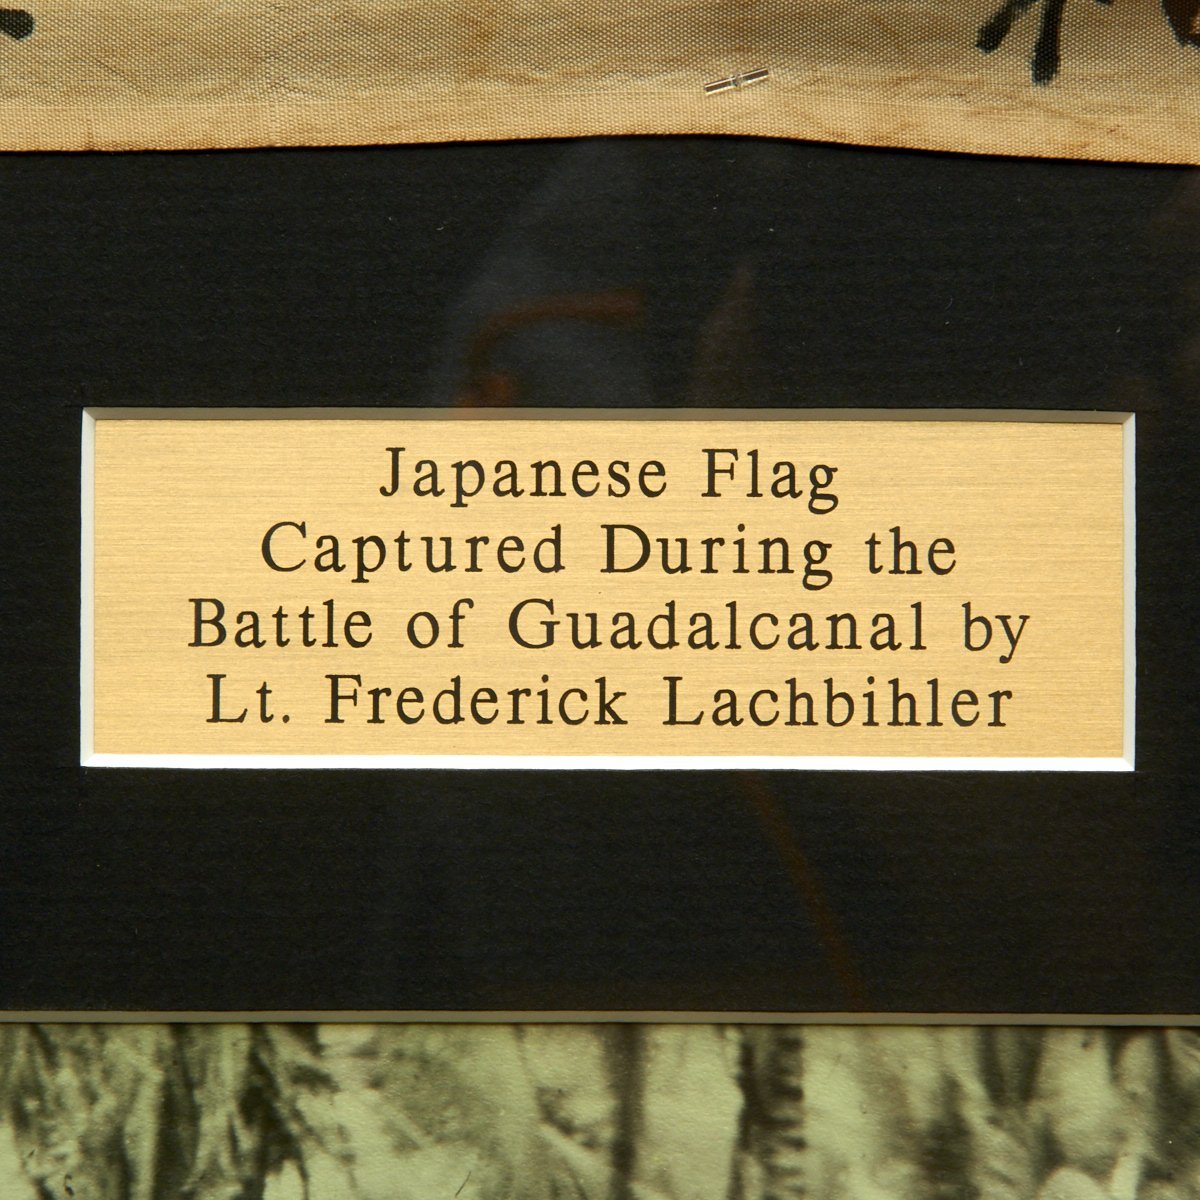 Japanese Flag
Captured During the
Battle of Guadalcanal by
Lt. Frederick Lachbihler